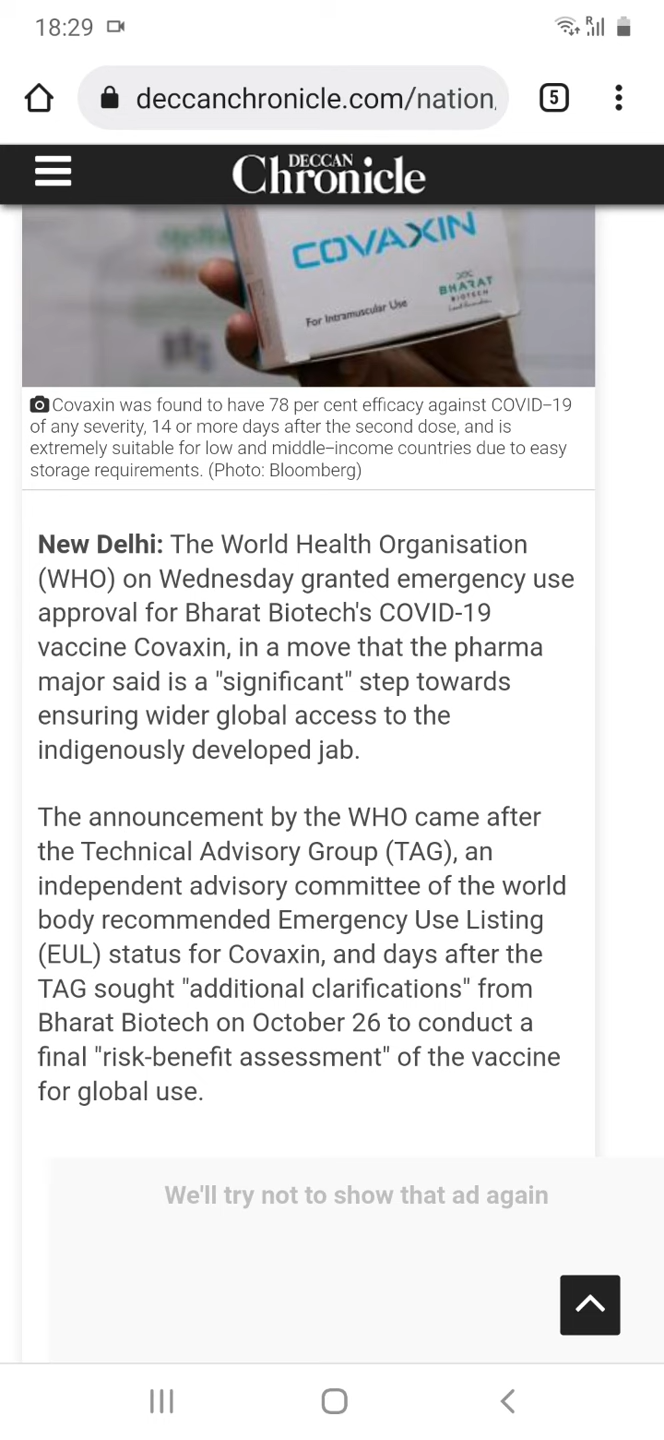 18:29
R
deccanchronicle.com/nation
5
DECCAN
Chronicle
COVAXIN
BHARAT
BIOTECH
For Intramuscular Use
Covaxin was found to have 78 per cent efficacy against COVID–19
of any severity, 14 or more days after the second dose, and is
extremely suitable for low and middle–income countries due to easy
storage requirements. (Photo: Bloomberg)
New Delhi: The World Health Organisation
(WHO) on Wednesday granted emergency use
approval for Bharat Biotech's COVID-19
vaccine Covaxin, in a move that the pharma
major said is a "significant" step towards
ensuring wider global access to the
indigenously developed jab.
The announcement by the WHO came after
the Technical Advisory Group (TAG), an
independent advisory committee of the world
body recommended Emergency Use Listing
(EUL) status for Covaxin, and days after the
TAG sought "additional clarifications" from
Bharat Biotech on October 26 to conduct a
final "risk-benefit assessment" of the vaccine
for global use.
We'll try not to show that ad again